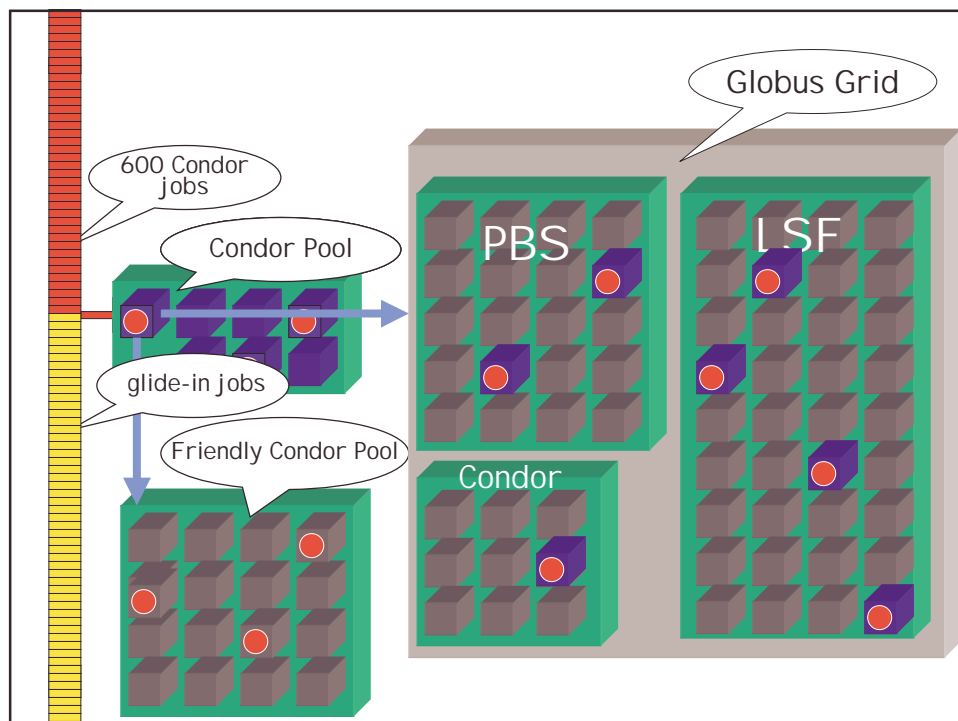 Globus Grid
600 Condor
jobs
Condor Pool
PBS
LSF
glide-in jobs
Friendly Condor Pool
Condor